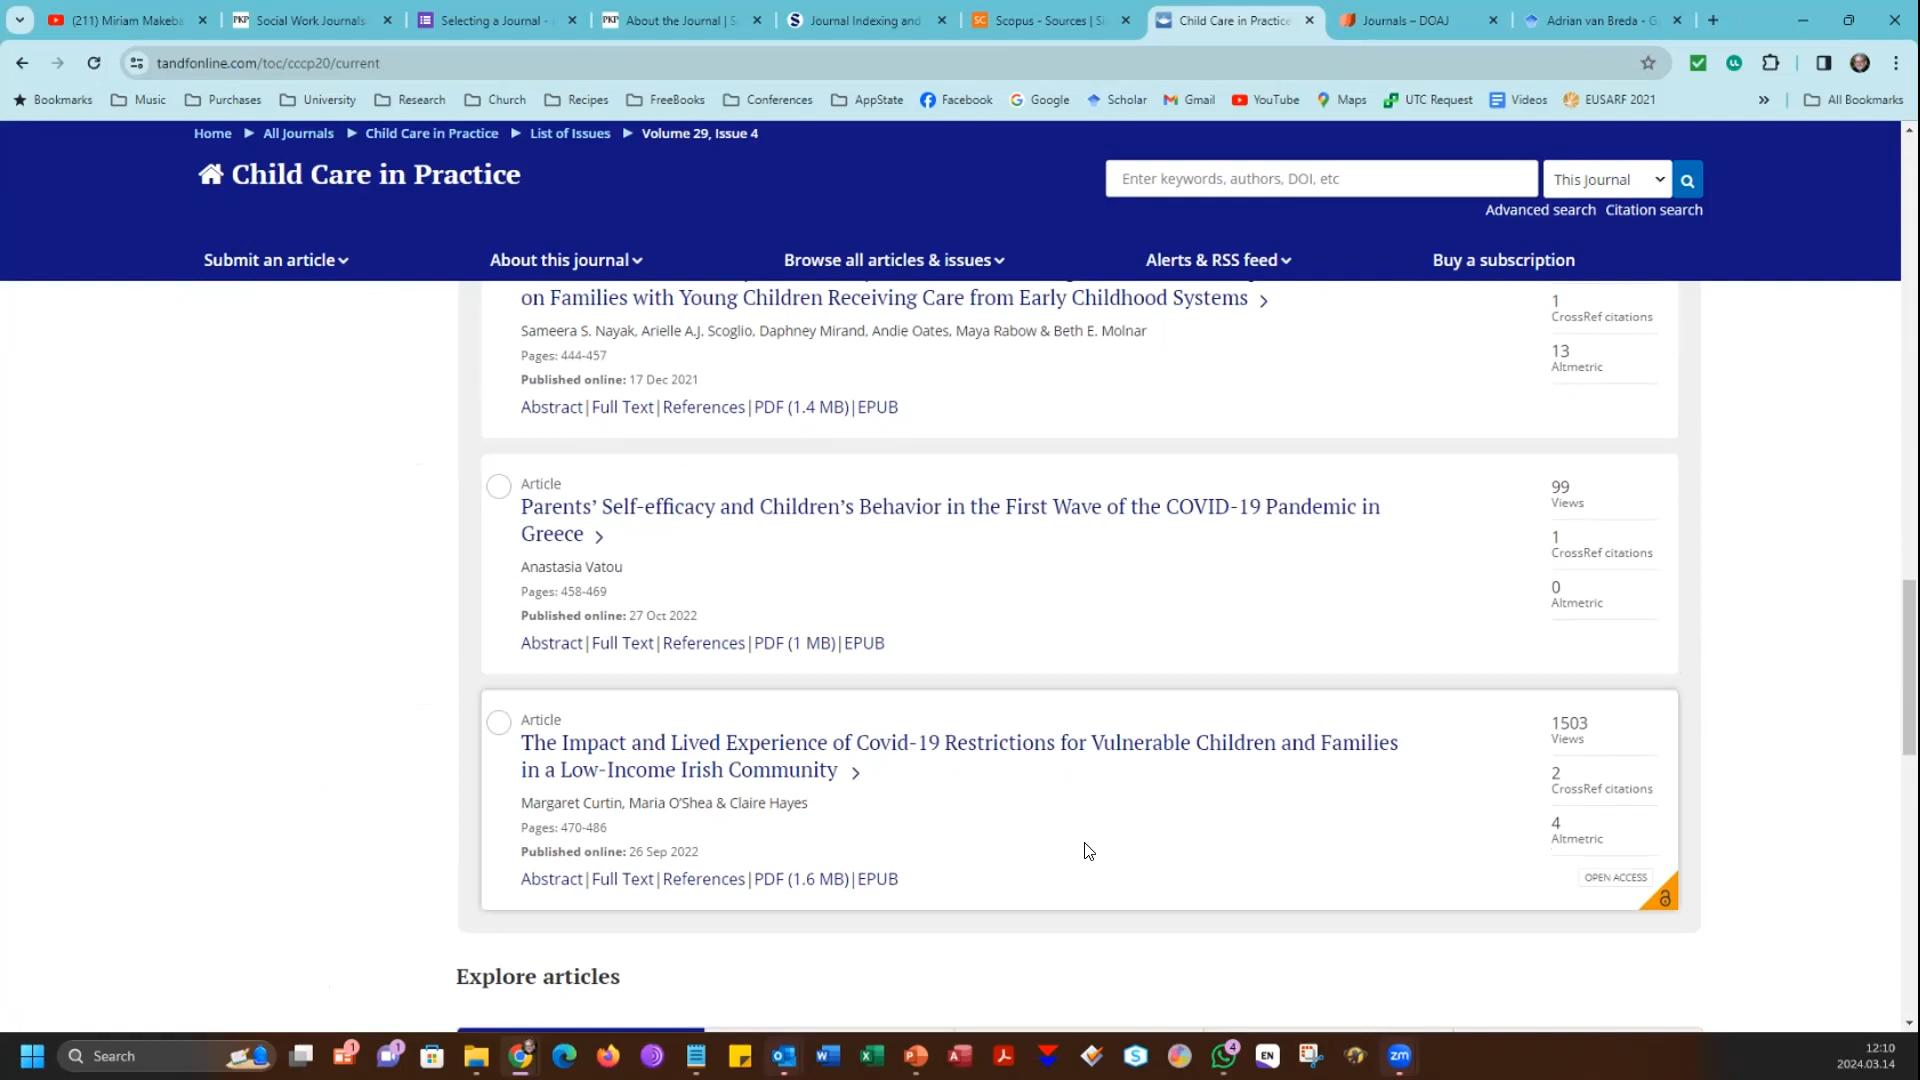 (211) Miriam Makeba
Social Work Journals
Selecting a Journal -
About the Journal | S
Journal Indexing and
Scopus - Sources | Si
Child Care in Practice
Journals – DOAJ
Adrian van Breda - G
tandfonline.com/toc/cccp20/current
Bookmarks Music Purchases University Research Church Recipes FreeBooks Conferences AppState Facebook Google Scholar Gmail YouTube Maps UTC Request Videos EUSARF 2021 » All Bookmarks
Home ▶ All Journals ▶ Child Care in Practice ▶ List of Issues ▶ Volume 29, Issue 4
Child Care in Practice
Enter keywords, authors, DOI, etc
This Journal
Advanced search Citation search
Submit an article
About this journal
Browse all articles & issues
Alerts & RSS feed
Buy a subscription
on Families with Young Children Receiving Care from Early Childhood Systems
Sameera S. Nayak, Arielle A.J. Scoglio, Daphney Mirand, Andie Oates, Maya Rabow & Beth E. Molnar
Pages: 444-457
Published online: 17 Dec 2021
Abstract|Full Text|References|PDF (1.4 MB)|EPUB
1
CrossRef citations
13
Altmetric
Article
Parents’ Self-efficacy and Children’s Behavior in the First Wave of the COVID-19 Pandemic in
Greece
Anastasia Vatou
Pages: 458-469
Published online: 27 Oct 2022
Abstract|Full Text|References|PDF (1 MB)|EPUB
99
Views
1
CrossRef citations
0
Altmetric
Article
The Impact and Lived Experience of Covid-19 Restrictions for Vulnerable Children and Families
in a Low-Income Irish Community
Margaret Curtin, Maria O’Shea & Claire Hayes
Pages: 470-486
Published online: 26 Sep 2022
Abstract|Full Text|References|PDF (1.6 MB)|EPUB
1503
Views
2
CrossRef citations
4
Altmetric
OPEN ACCESS
Explore articles
Search
1
1
4
EN
zm
12:10
2024.03.14